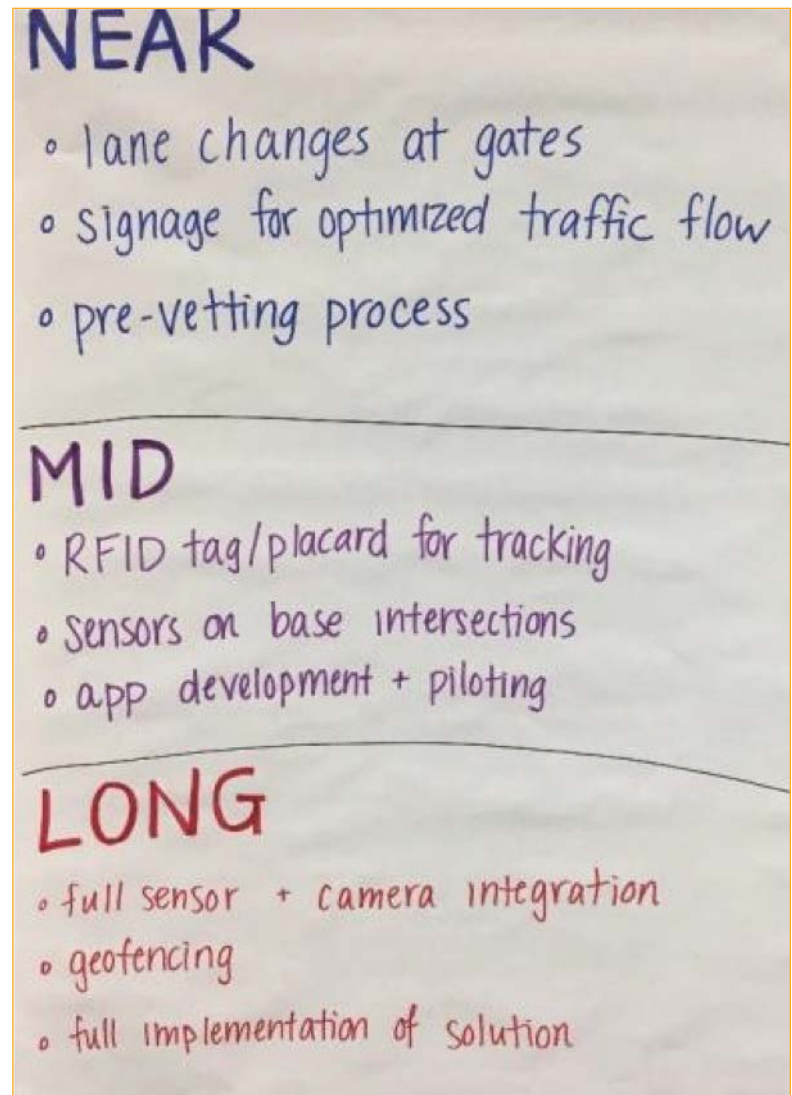 NEAR
◦ lane changes at gates
◦ signage for optimized traffic flow
◦ pre-vetting process
MID
◦ RFID tag/placard for tracking
◦ sensors on base intersections
◦ app development + piloting
LONG
◦ full sensor + camera integration
◦ geofencing
◦ full implementation of solution